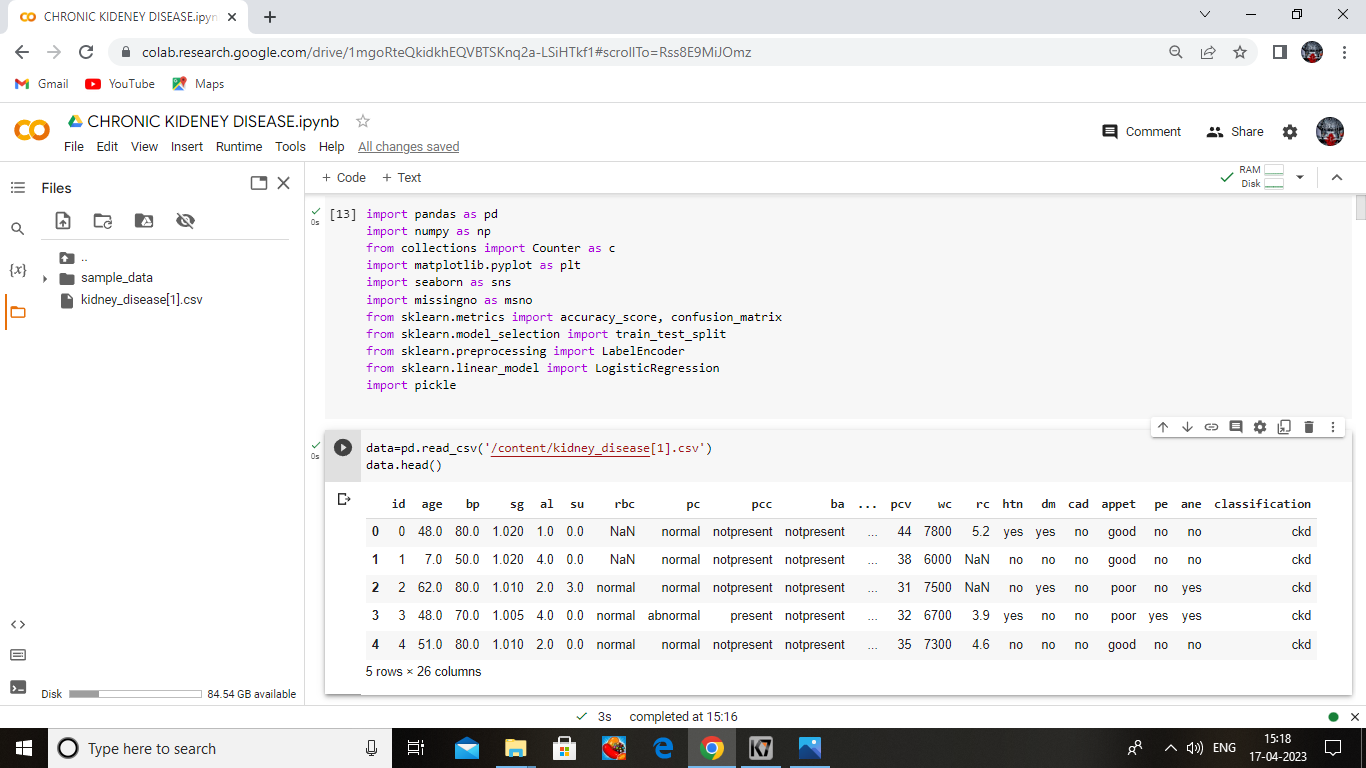 CHRONIC KIDENEY DISEASE.ipyn
colab.research.google.com/drive/1mgoRteQkidkhEQVBTSKnq2a-LSiHTkf1#scrollTo=Rss8E9MiJOmz
Gmail YouTube Maps
CHRONIC KIDENEY DISEASE.ipynb
File Edit View Insert Runtime Tools Help All changes saved
Comment Share
Files
+ Code + Text
RAM
Disk
..
sample_data
kidney_disease[1].csv
{x}
0s
[13] import pandas as pd
import numpy as np
from collections import Counter as c
import matplotlib.pyplot as plt
import seaborn as sns
import missingno as msno
from sklearn.metrics import accuracy_score, confusion_matrix
from sklearn.model_selection import train_test_split
from sklearn.preprocessing import LabelEncoder
from sklearn.linear_model import LogisticRegression
import pickle
0s
data=pd.read_csv('/content/kidney_disease[1].csv')
data.head()
id age bp sg al su rbc pc pcc ba ... pcv wc rc htn dm cad appet pe ane classification
0 0 48.0 80.0 1.020 1.0 0.0 NaN normal notpresent notpresent ... 44 7800 5.2 yes yes no good no no ckd
1 1 7.0 50.0 1.020 4.0 0.0 NaN normal notpresent notpresent ... 38 6000 NaN no no no good no no ckd
2 2 62.0 80.0 1.010 2.0 3.0 normal normal notpresent notpresent ... 31 7500 NaN no yes no poor no yes ckd
3 3 48.0 70.0 1.005 4.0 0.0 normal abnormal present notpresent ... 32 6700 3.9 yes no no poor yes yes ckd
4 4 51.0 80.0 1.010 2.0 0.0 normal normal notpresent notpresent ... 35 7300 4.6 no no no good no no ckd
5 rows × 26 columns
Disk 84.54 GB available
3s completed at 15:16
Type here to search
K7
ENG
15:18
17-04-2023